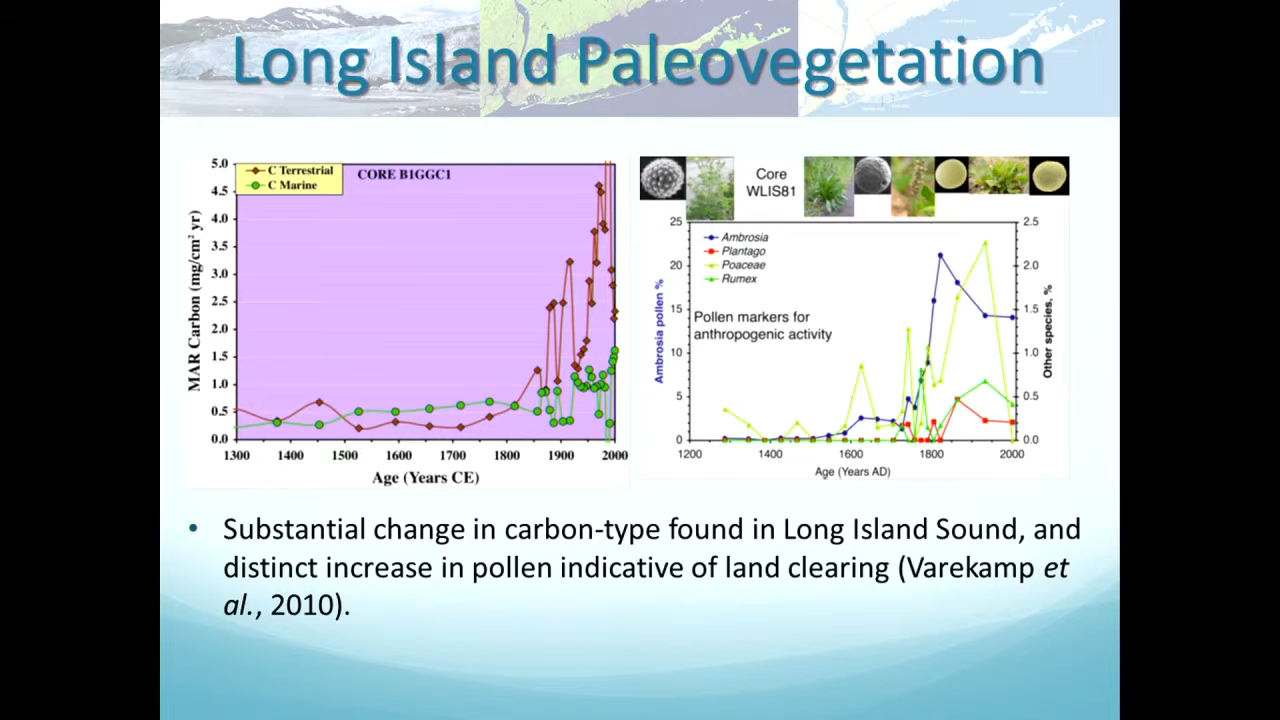 Long Island Paleovegetation
5.0
4.5
4.0
3.5
3.0
2.5
2.0
1.5
1.0
0.5
0.0
MAR Carbon (mg/cm² yr)
C Terrestrial
C Marine
CORE B1GGC1
1300 1400 1500 1600 1700 1800 1900 2000
Age (Years CE)
Core
WLIS81
25
20
15
10
5
0
Ambrosia pollen %
Ambrosia
Plantago
Poaceae
Rumex
Pollen markers for
anthropogenic activity
2.5
2.0
1.5
1.0
0.5
0.0
Other species, %
1200 1400 1600 1800 2000
Age (Years AD)
• Substantial change in carbon-type found in Long Island Sound, and
distinct increase in pollen indicative of land clearing (Varekamp et
al., 2010).